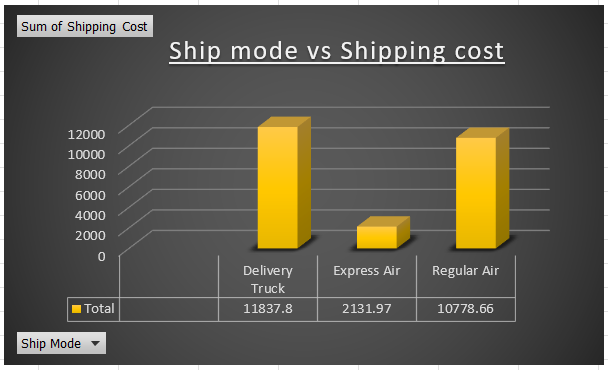 Sum of Shipping Cost
Ship mode vs Shipping cost
12000
10000
8000
6000
4000
2000
0
Delivery Truck Express Air Regular Air
Total 11837.8 2131.97 10778.66
Ship Mode